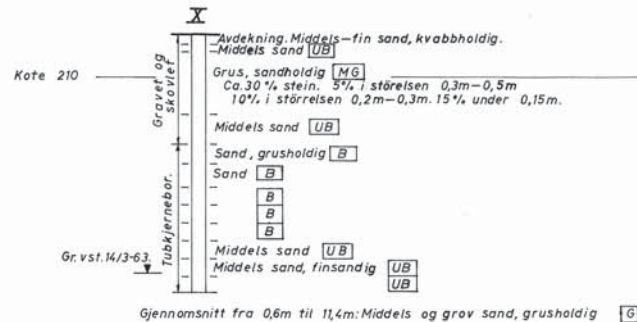 X
Avdekning. Middels-fin sand, kvabbholdig.
Middels sand UB
Kote 210
Grus, sandholdig MG
Ca. 30 % stein. 5% i störelsen 0,3m-0,5m
10% i störrelsen 0,2m-0,3m. 15% under 0,15m.
Gravet og
skovlet
Middels sand UB
Sand, grusholdig B
Sand B
B
B
B
Tubkjernebor.
Middels sand UB
Gr. vst. 14/3-63.
Middels sand, finsandig UB
UB
Gjennomsnitt fra 0,6m til 11,4m: Middels og grov sand, grusholdig G